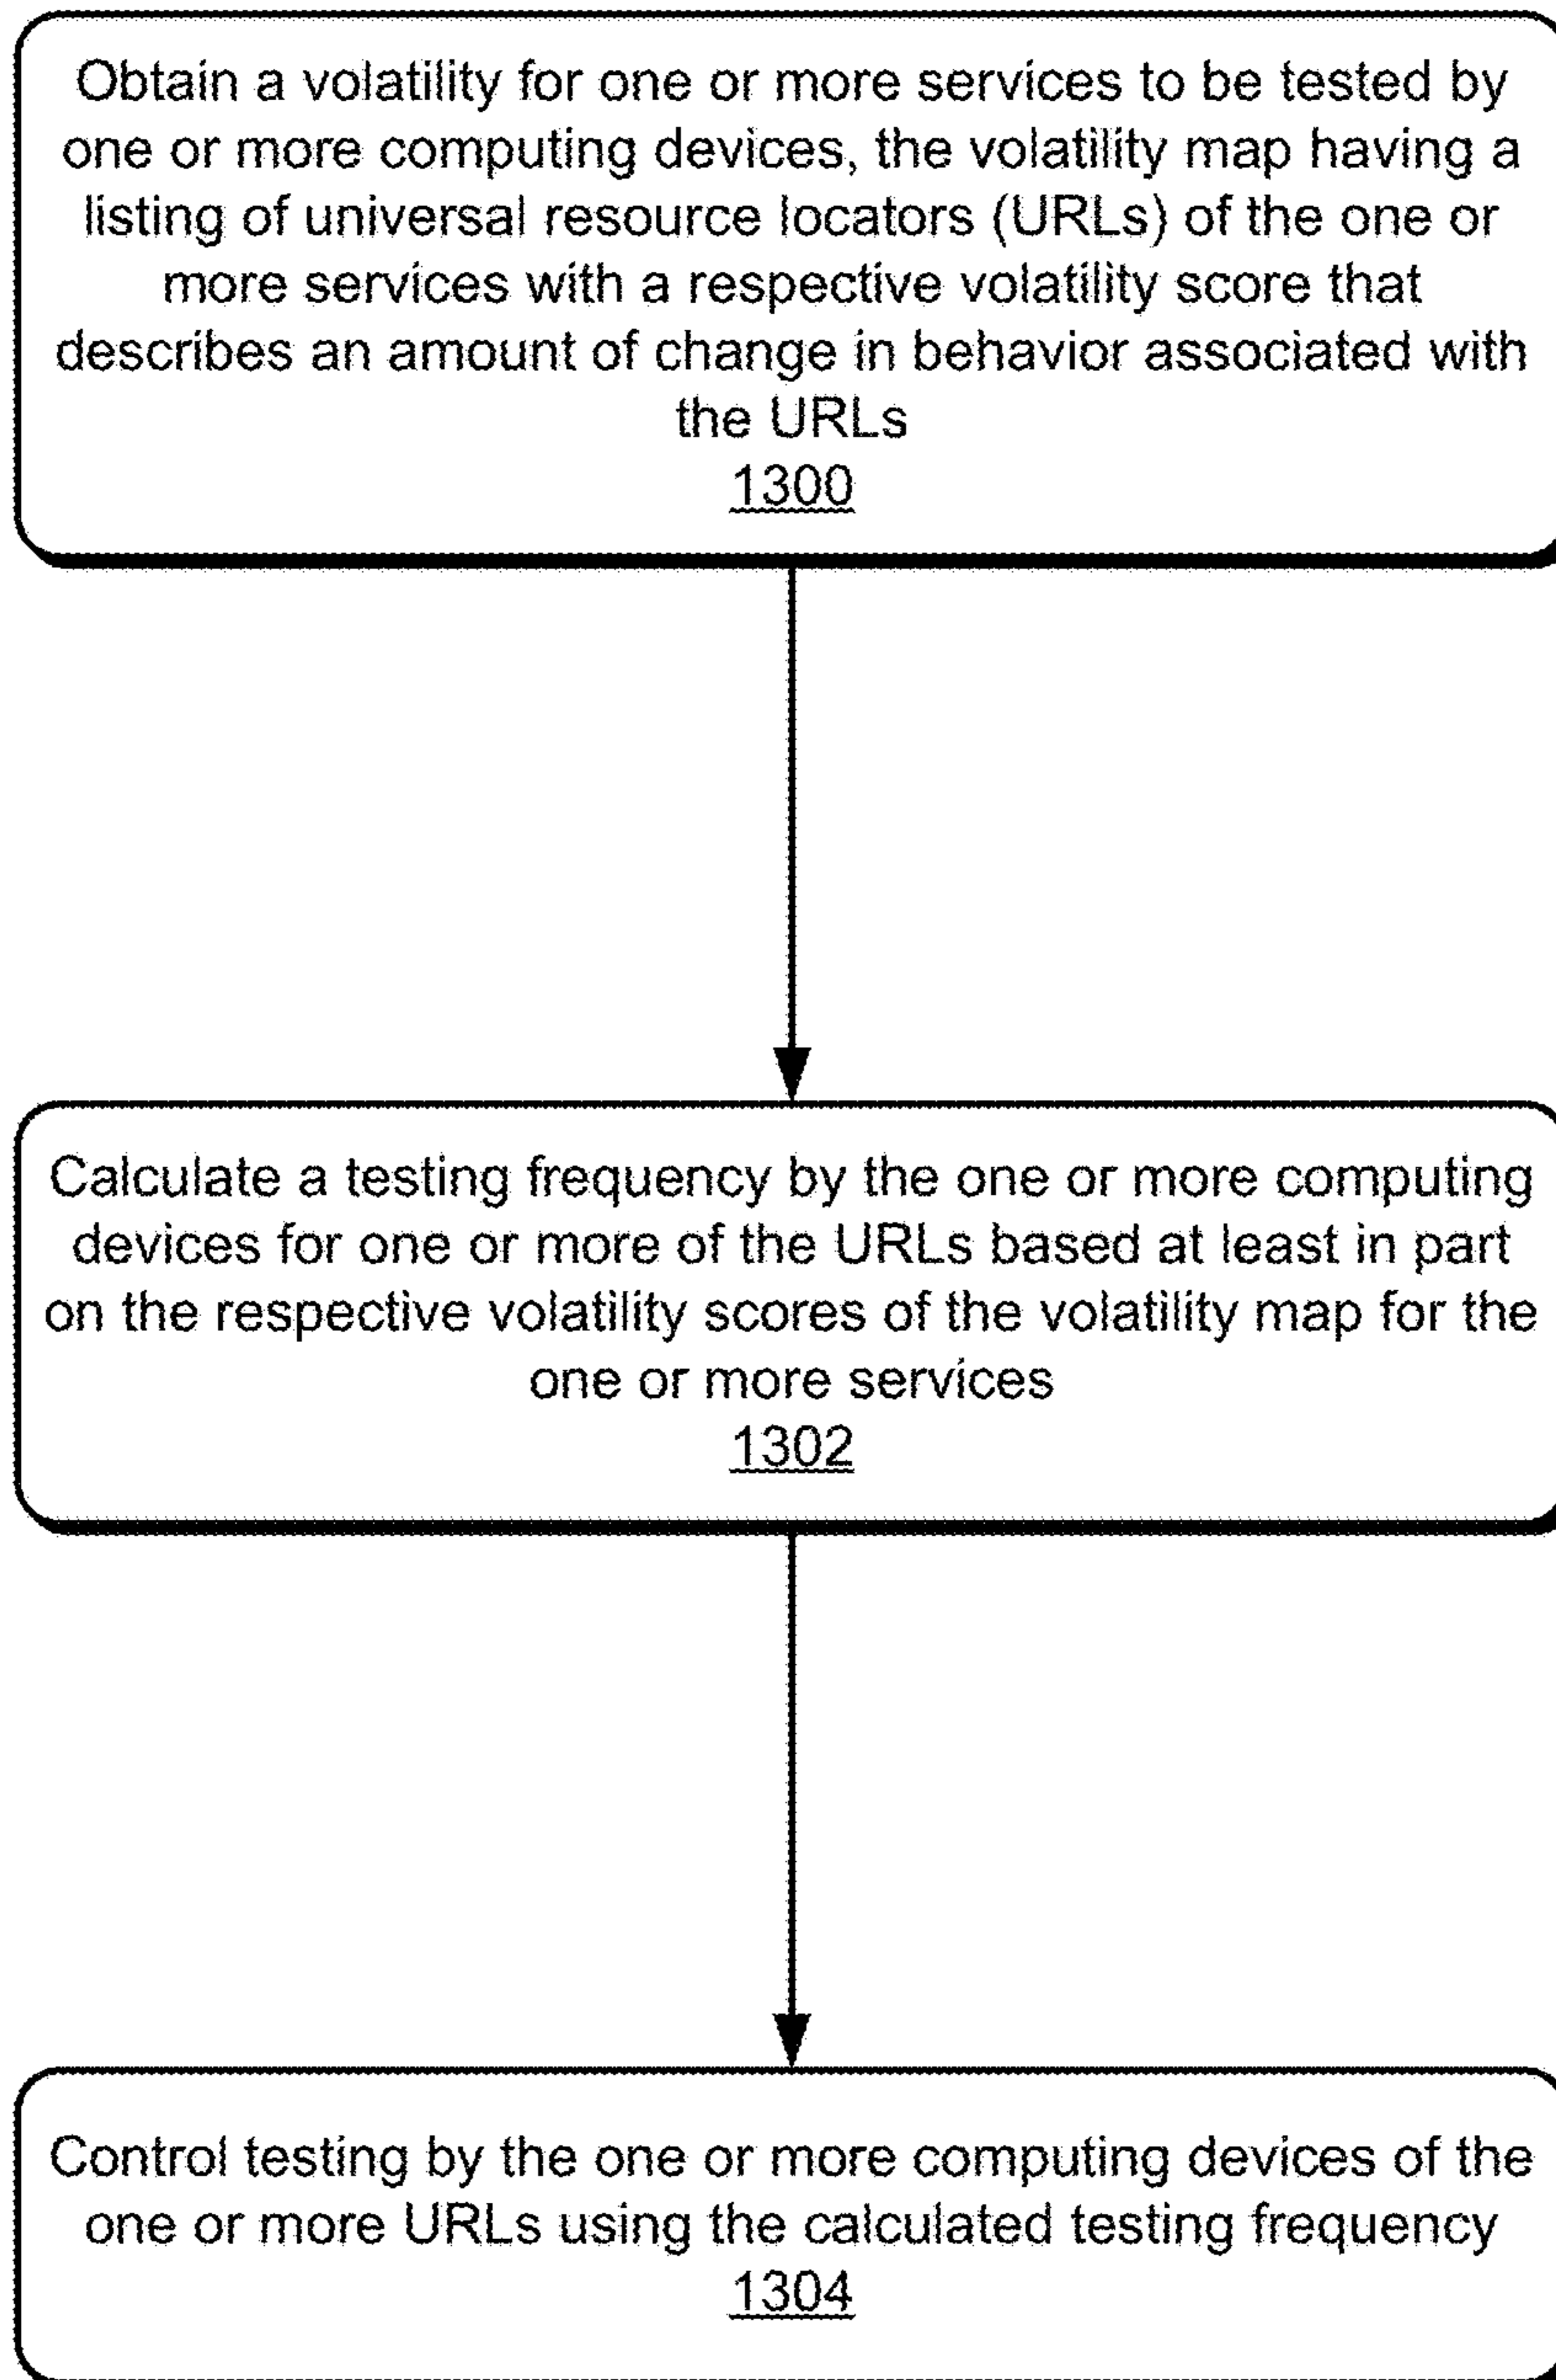 Obtain a volatility for one or more services to be tested by
one or more computing devices, the volatility map having a
listing of universal resource locators (URLs) of the one or
more services with a respective volatility score that
describes an amount of change in behavior associated with
the URLs
1300
Calculate a testing frequency by the one or more computing
devices for one or more of the URLs based at least in part
on the respective volatility scores of the volatility map for the
one or more services
1302
Control testing by the one or more computing devices of the
one or more URLs using the calculated testing frequency
1304